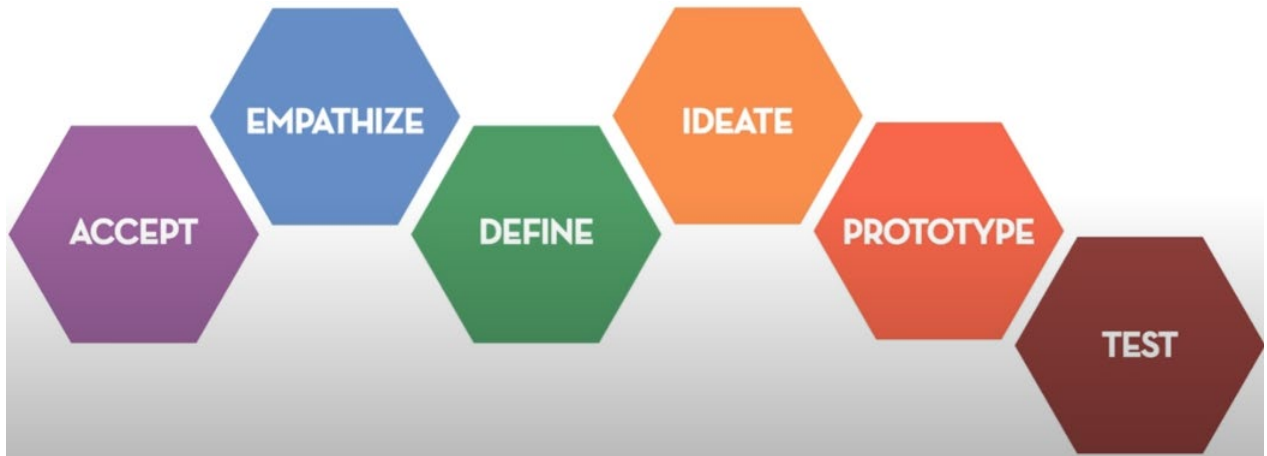 ACCEPT
EMPATHIZE
DEFINE
IDEATE
PROTOTYPE
TEST